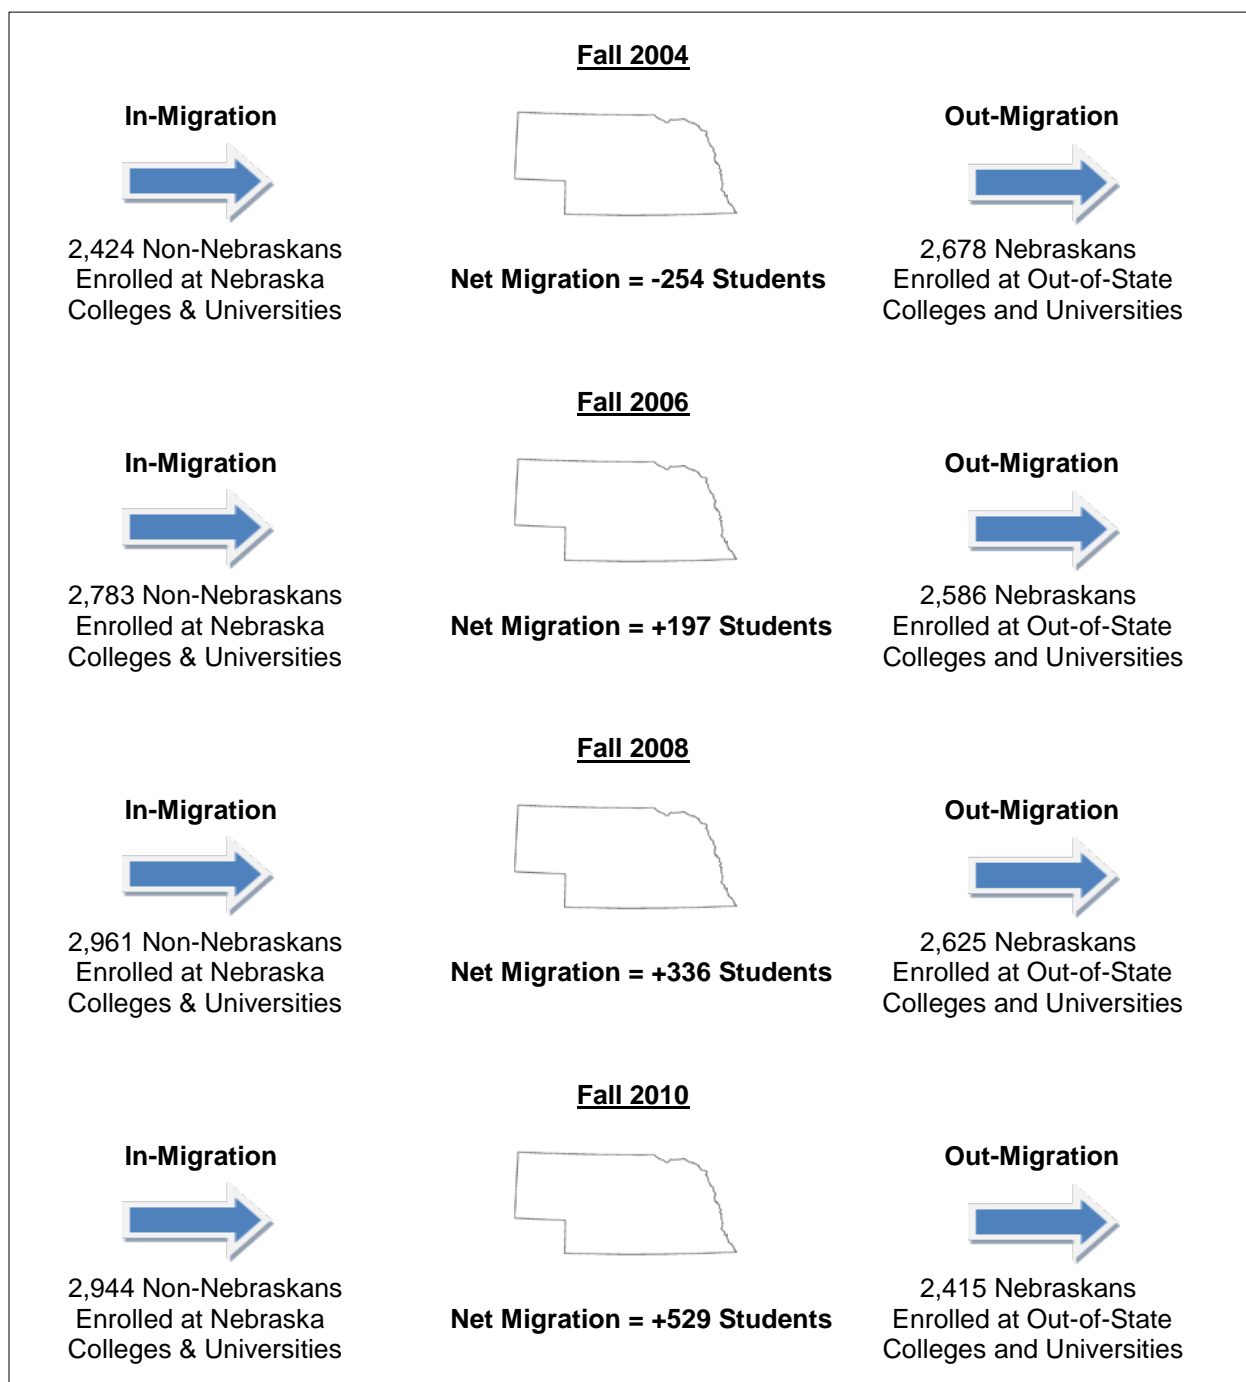 Fall 2004
In-Migration
Out-Migration
2,424 Non-Nebraskans
Enrolled at Nebraska
Colleges & Universities
Net Migration = -254 Students
2,678 Nebraskans
Enrolled at Out-of-State
Colleges and Universities
Fall 2006
In-Migration
Out-Migration
2,783 Non-Nebraskans
Enrolled at Nebraska
Colleges & Universities
Net Migration = +197 Students
2,586 Nebraskans
Enrolled at Out-of-State
Colleges and Universities
Fall 2008
In-Migration
Out-Migration
2,961 Non-Nebraskans
Enrolled at Nebraska
Colleges & Universities
Net Migration = +336 Students
2,625 Nebraskans
Enrolled at Out-of-State
Colleges and Universities
Fall 2010
In-Migration
Out-Migration
2,944 Non-Nebraskans
Enrolled at Nebraska
Colleges & Universities
Net Migration = +529 Students
2,415 Nebraskans
Enrolled at Out-of-State
Colleges and Universities